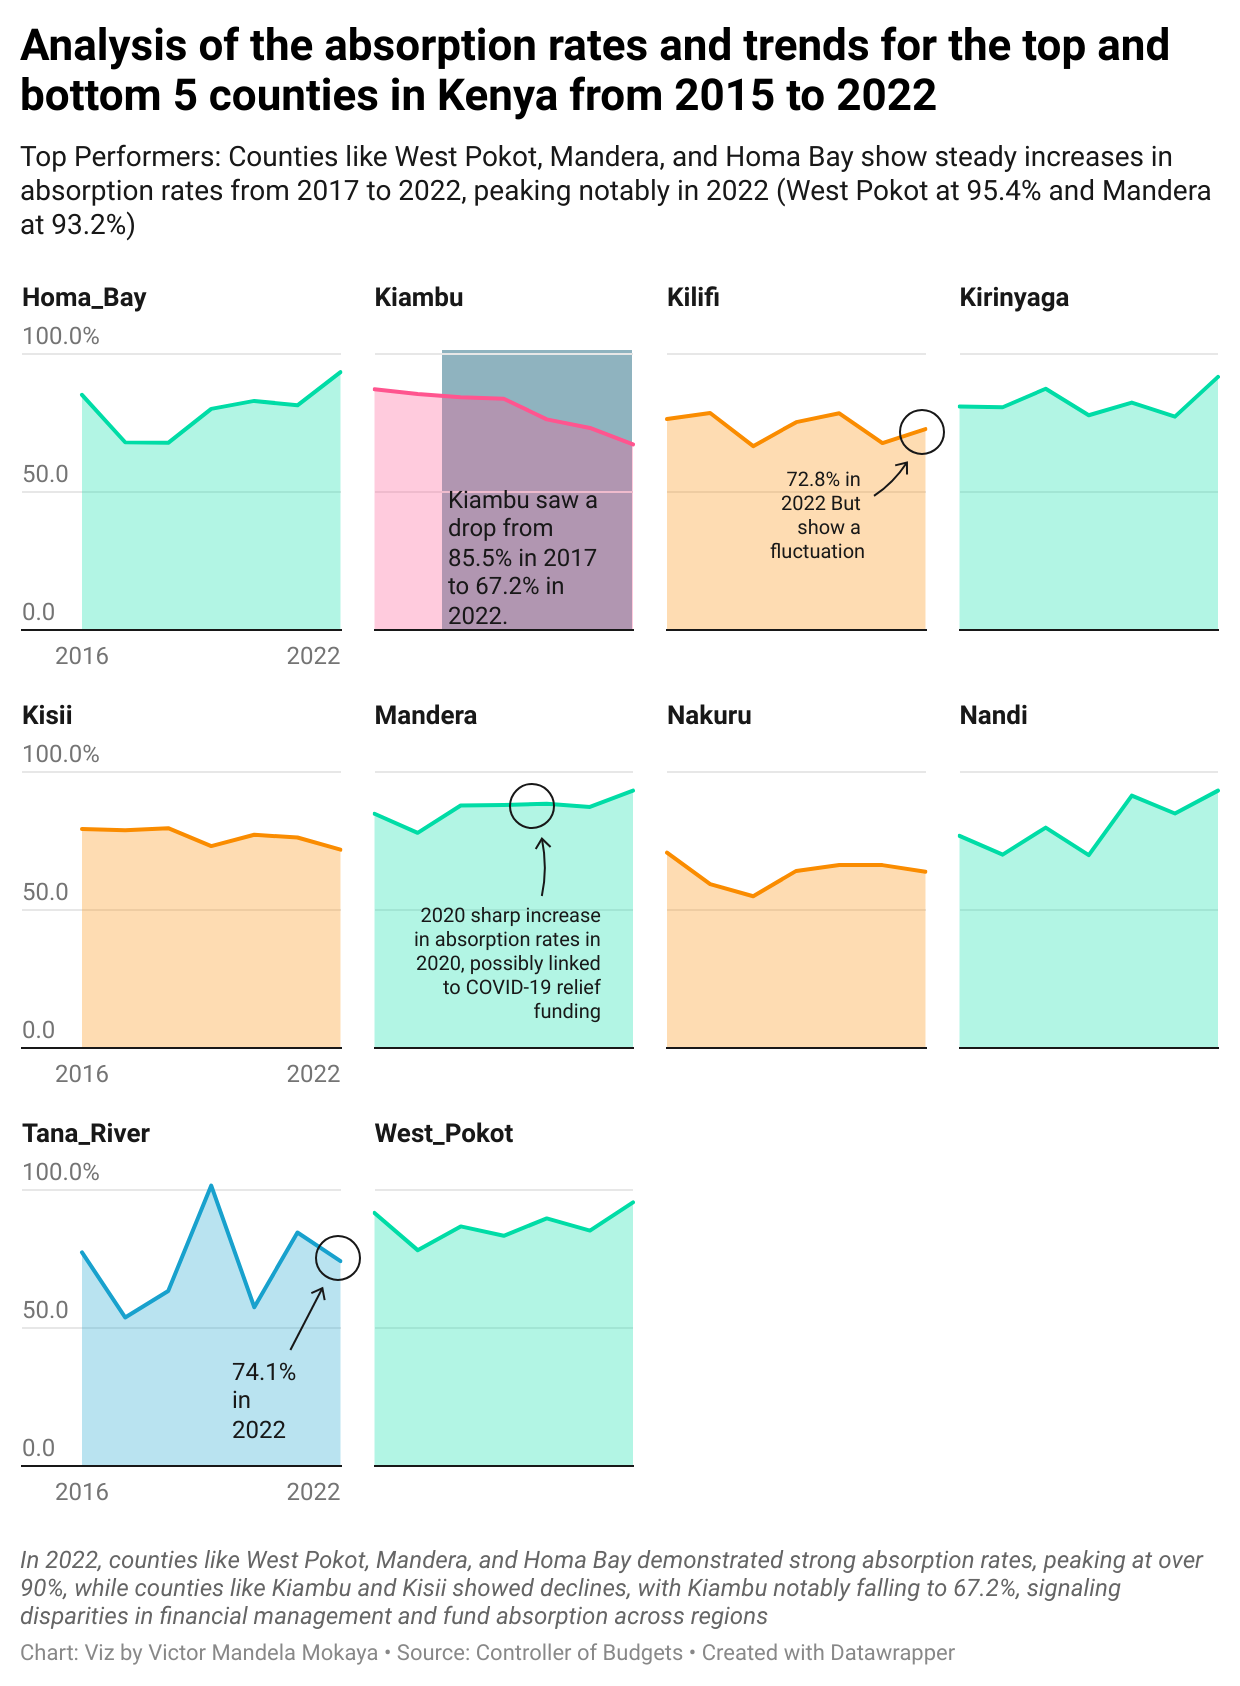 Analysis of the absorption rates and trends for the top and
bottom 5 counties in Kenya from 2015 to 2022
Top Performers: Counties like West Pokot, Mandera, and Homa Bay show steady increases in
absorption rates from 2017 to 2022, peaking notably in 2022 (West Pokot at 95.4% and Mandera
at 93.2%)
Homa_Bay
100.0%
50.0
0.0
2016
2022
Kiambu
Kiambu saw a
drop from
85.5% in 2017
to 67.2% in
2022.
Kilifi
72.8% in
2022 But
show a
fluctuation
Kirinyaga
Kisii
100.0%
50.0
0.0
2016
2022
Mandera
2020 sharp increase
in absorption rates in
2020, possibly linked
to COVID-19 relief
funding
Nakuru
Nandi
Tana_River
100.0%
50.0
0.0
74.1%
in
2022
2016
2022
West_Pokot
In 2022, counties like West Pokot, Mandera, and Homa Bay demonstrated strong absorption rates, peaking at over
90%, while counties like Kiambu and Kisii showed declines, with Kiambu notably falling to 67.2%, signaling
disparities in financial management and fund absorption across regions
Chart: Viz by Victor Mandela Mokaya • Source: Controller of Budgets • Created with Datawrapper